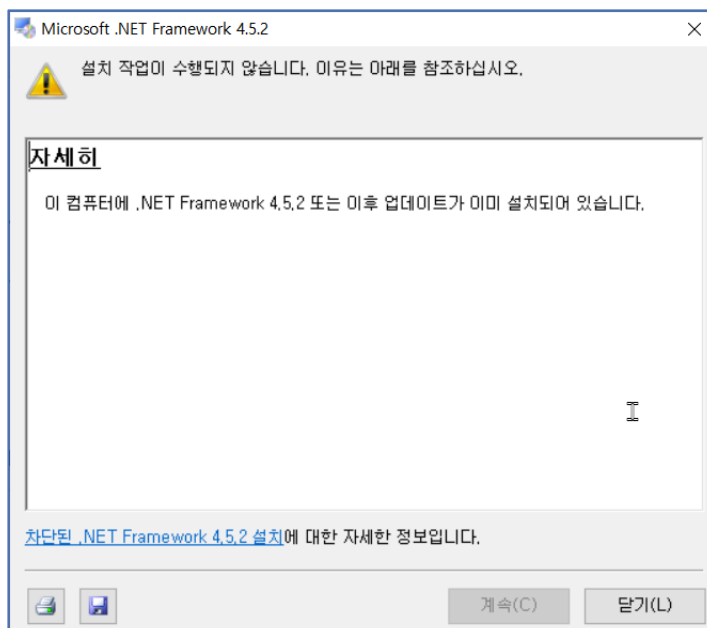 Microsoft .NET Framework 4.5.2
설치 작업이 수행되지 않습니다. 이유는 아래를 참조하십시오.
자세히
이 컴퓨터에 .NET Framework 4.5.2 또는 이후 업데이트가 이미 설치되어 있습니다.
차단된 .NET Framework 4.5.2 설치에 대한 자세한 정보입니다.
계속(C)
닫기(L)